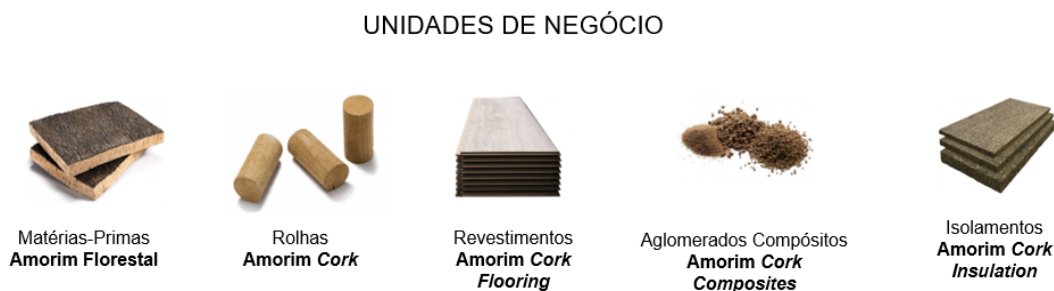 UNIDADES DE NEGÓCIO
Matérias-Primas
Amorim Florestal
Rolhas
Amorim Cork
Revestimentos
Amorim Cork
Flooring
Aglomerados Compósitos
Amorim Cork
Composites
Isolamentos
Amorim Cork
Insulation